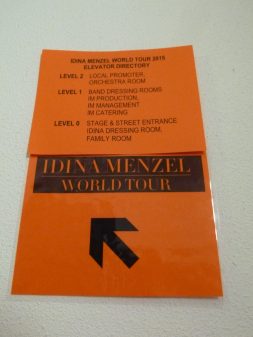 IDINA MENZEL WORLD TOUR 2015
ELEVATOR DIRECTORY
LEVEL 2 LOCAL PROMOTER,
ORCHESTRA ROOM
LEVEL 1 BAND DRESSING ROOMS
IM PRODUCTION,
IM MANAGEMENT
IM CATERING
LEVEL 0 STAGE & STREET ENTRANCE
IDINA DRESSING ROOM,
FAMILY ROOM
IDINA MENZEL
WORLD TOUR